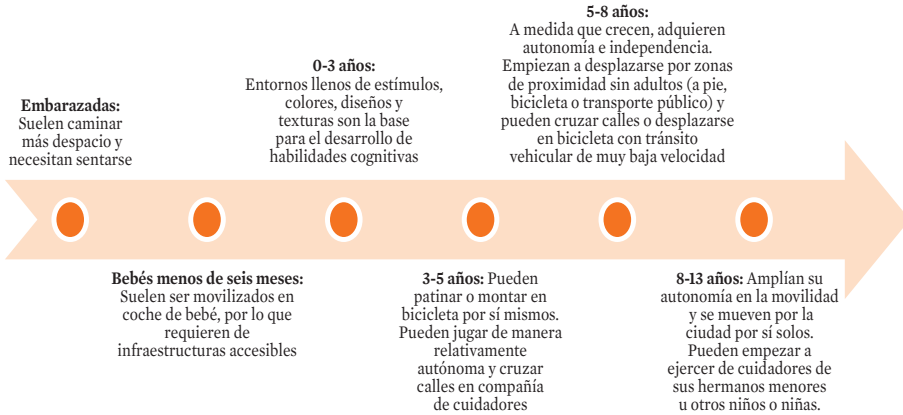 Embarazadas:
Suelen caminar
más despacio y
necesitan sentarse
Bebés menos de seis meses:
Suelen ser movilizados en
coche de bebé, por lo que
requieren de
infraestructuras accesibles
0-3 años:
Entornos llenos de estímulos,
colores, diseños y
texturas son la base
para el desarrollo de
habilidades cognitivas
3-5 años: Pueden
patinar o montar en
bicicleta por sí mismos.
Pueden jugar de manera
relativamente
autónoma y cruzar
calles en compañía
de cuidadores
5-8 años:
A medida que crecen, adquieren
autonomía e independencia.
Empiezan a desplazarse por zonas
de proximidad sin adultos (a pie,
bicicleta o transporte público) y
pueden cruzar calles o desplazarse
en bicicleta con tránsito
vehicular de muy baja velocidad
8-13 años: Amplían su
autonomía en la movilidad
y se mueven por la
ciudad por sí solos.
Pueden empezar a
ejercer de cuidadores de
sus hermanos menores
u otros niños o niñas.